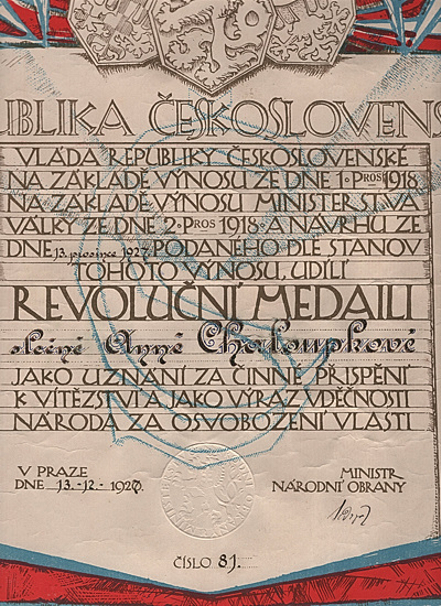 UBLIKA ČESKOSLOVENS
VLÁDA REPUBLIKY ČESKOSLOVENSKÉ
NA ZÁKLADĚ VÝNOSU ZE DNE 1. PROS 1918
NA ZÁKLADĚ VÝNOSU MINISTERSTVA
VÁLKY ZE DNE 2. PROS 1918 A NÁVRHU ZE
DNE 13. prosince 1920 PODANÉHO DLE STANOV
TOHOTO VÝNOSU, UDÍLÍ
REVOLUČNÍ MEDAILI
slečně Anně Chaloupkové
JAKO UZNÁNÍ ZA ČINNÉ PŘISPĚNÍ
K VÍTĚZSTVÍ A JAKO VÝRAZ VDĚČNOSTI
NÁRODA ZA OSVOBOZENÍ VLASTI
V PRAZE
DNE 13.-12.-1920.
MINISTR
NÁRODNÍ OBRANY
ČÍSLO 81.